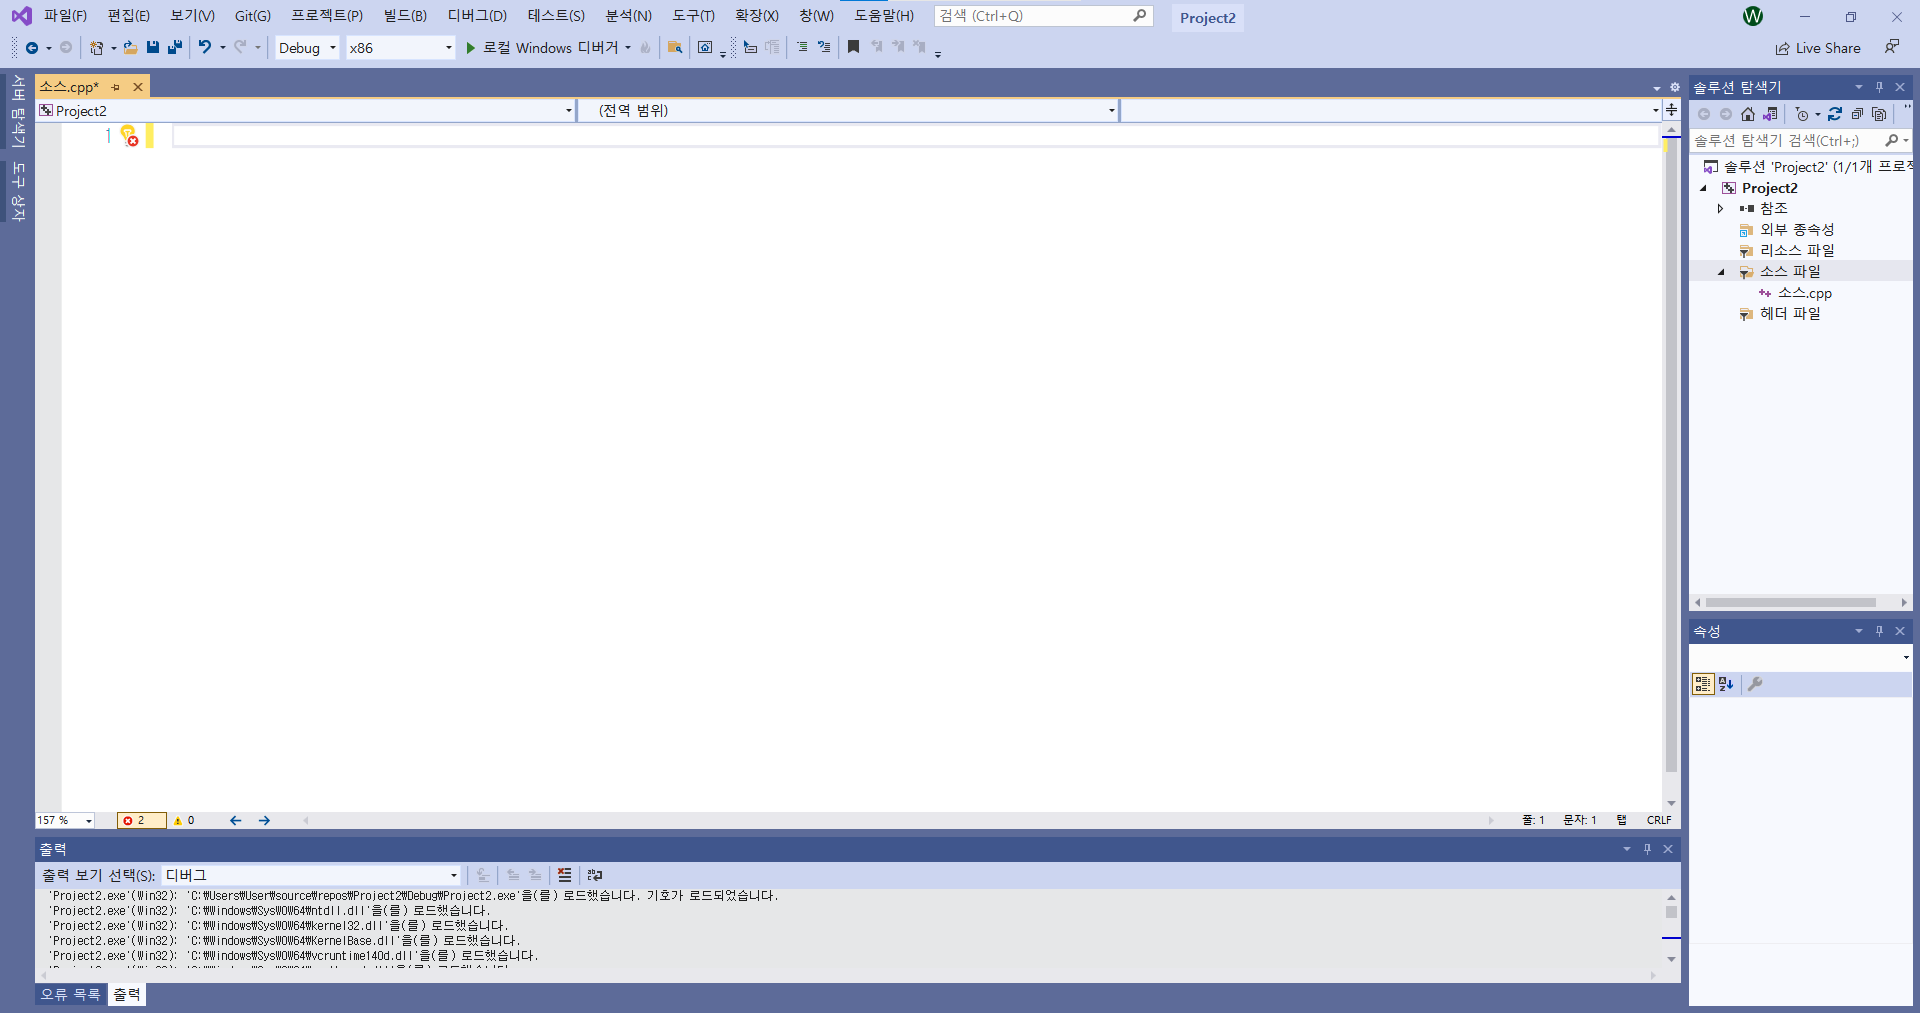 파일(F) 편집(E) 보기(V) Git(G) 프로젝트(P) 빌드(B) 디버그(D) 테스트(S) 분석(N) 도구(T) 확장(X) 창(W) 도움말(H) 검색 (Ctrl+Q) Project2 W
Debug x86 로컬 Windows 디버거 Live Share
서버 탐색기
도구 상자
소스.cpp*
Project2 (전역 범위)
1
157 % 2 0 줄: 1 문자: 1 탭 CRLF
출력
출력 보기 선택(S): 디버그
'Project2.exe'(Win32): 'C:₩Users₩User₩source₩repos₩Project2₩Debug₩Project2.exe'을(를) 로드했습니다. 기호가 로드되었습니다.
'Project2.exe'(Win32): 'C:₩Windows₩SysWOW64₩ntdll.dll'을(를) 로드했습니다.
'Project2.exe'(Win32): 'C:₩Windows₩SysWOW64₩kernel32.dll'을(를) 로드했습니다.
'Project2.exe'(Win32): 'C:₩Windows₩SysWOW64₩KernelBase.dll'을(를) 로드했습니다.
'Project2.exe'(Win32): 'C:₩Windows₩SysWOW64₩vcruntime140d.dll'을(를) 로드했습니다.
오류 목록 출력
솔루션 탐색기
솔루션 탐색기 검색(Ctrl+;)
솔루션 'Project2' (1/1개 프로젝
Project2
참조
외부 종속성
리소스 파일
소스 파일
소스.cpp
헤더 파일
속성